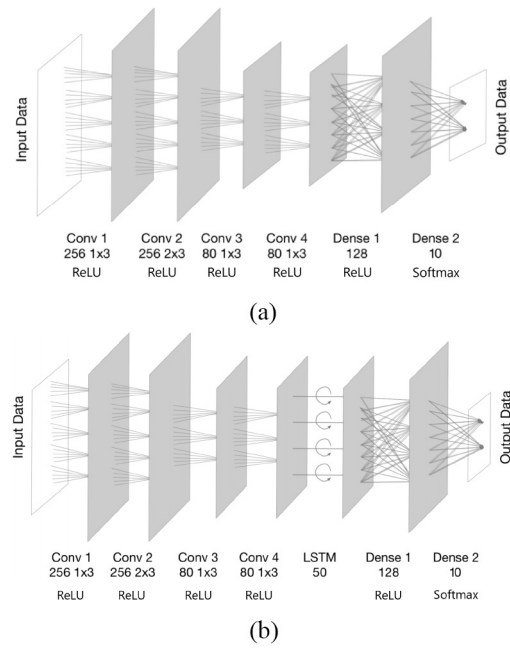 Input Data
Output Data
Conv 1 Conv 2 Conv 3 Conv 4 Dense 1 Dense 2
256 1x3 256 2x3 80 1x3 80 1x3 128 10
ReLU ReLU ReLU ReLU ReLU Softmax
(a)
Input Data
Output Data
Conv 1 Conv 2 Conv 3 Conv 4 LSTM Dense 1 Dense 2
256 1x3 256 2x3 80 1x3 80 1x3 50 128 10
ReLU ReLU ReLU ReLU ReLU Softmax
(b)